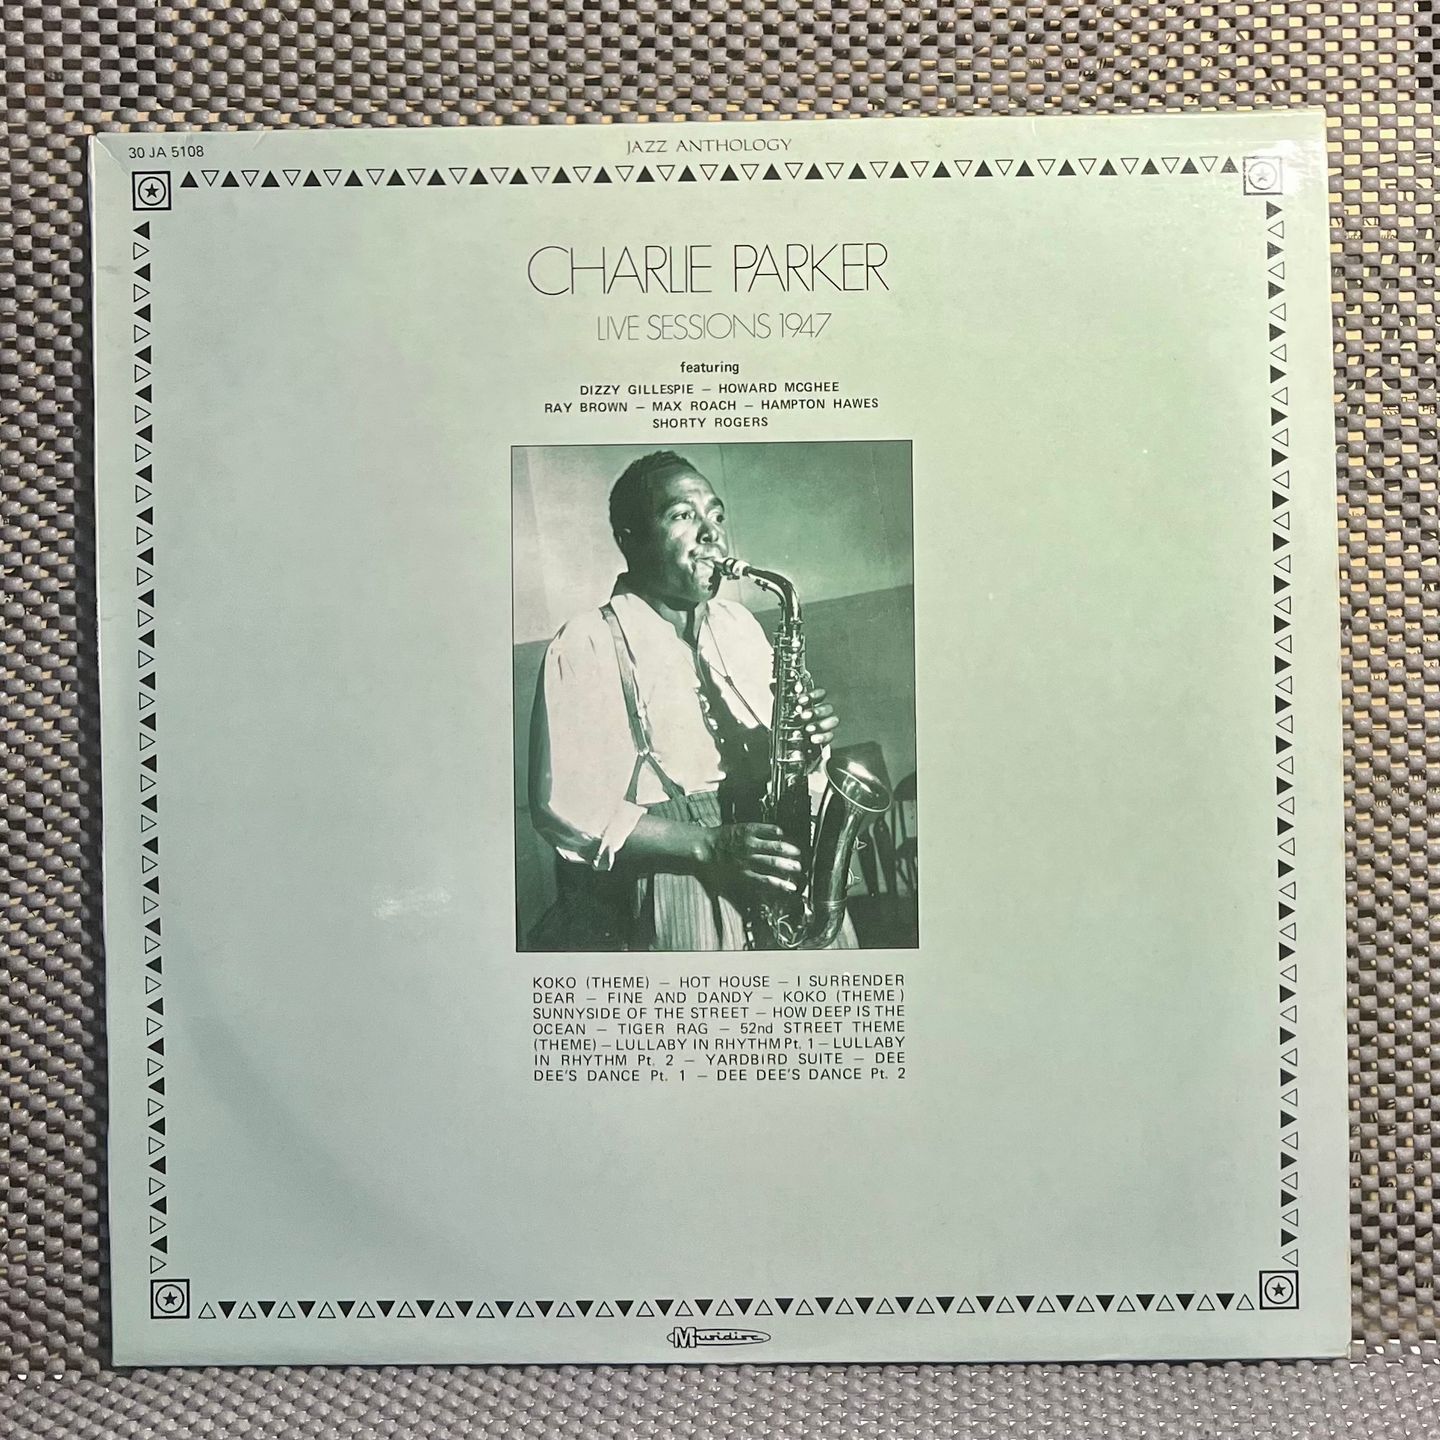 30 JA 5108
JAZZ ANTHOLOGY
CHARLIE PARKER
LIVE SESSIONS 1947
featuring
DIZZY GILLESPIE — HOWARD MCGHEE
RAY BROWN — MAX ROACH — HAMPTON HAWES
SHORTY ROGERS
KOKO (THEME) — HOT HOUSE — I SURRENDER
DEAR — FINE AND DANDY — KOKO (THEME)
SUNNYSIDE OF THE STREET — HOW DEEP IS THE
OCEAN — TIGER RAG — 52nd STREET THEME
(THEME) — LULLABY IN RHYTHM Pt. 1 — LULLABY
IN RHYTHM Pt. 2 — YARDBIRD SUITE — DEE
DEE'S DANCE Pt. 1 — DEE DEE'S DANCE Pt. 2
Musidisc